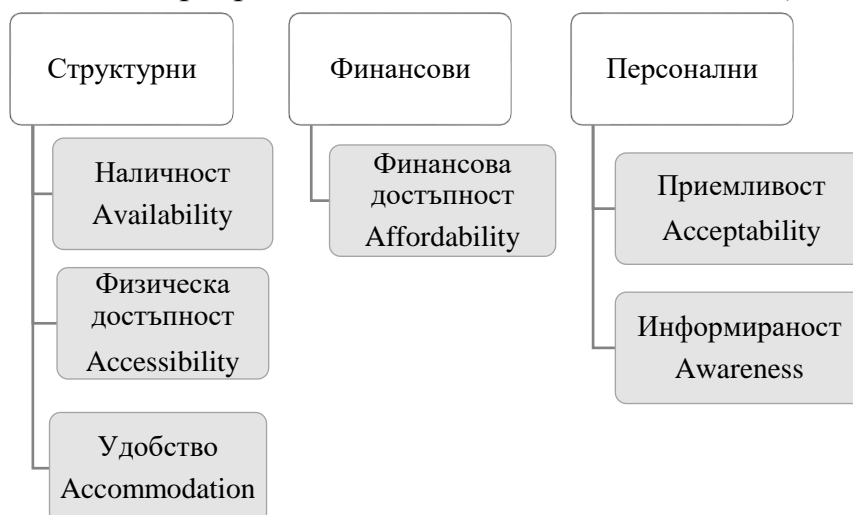 Структурни
Наличност
Availability
Физическа
достъпност
Accessibility
Удобство
Accommodation
Финансови
Финансова
достъпност
Affordability
Персонални
Приемливост
Acceptability
Информираност
Awareness